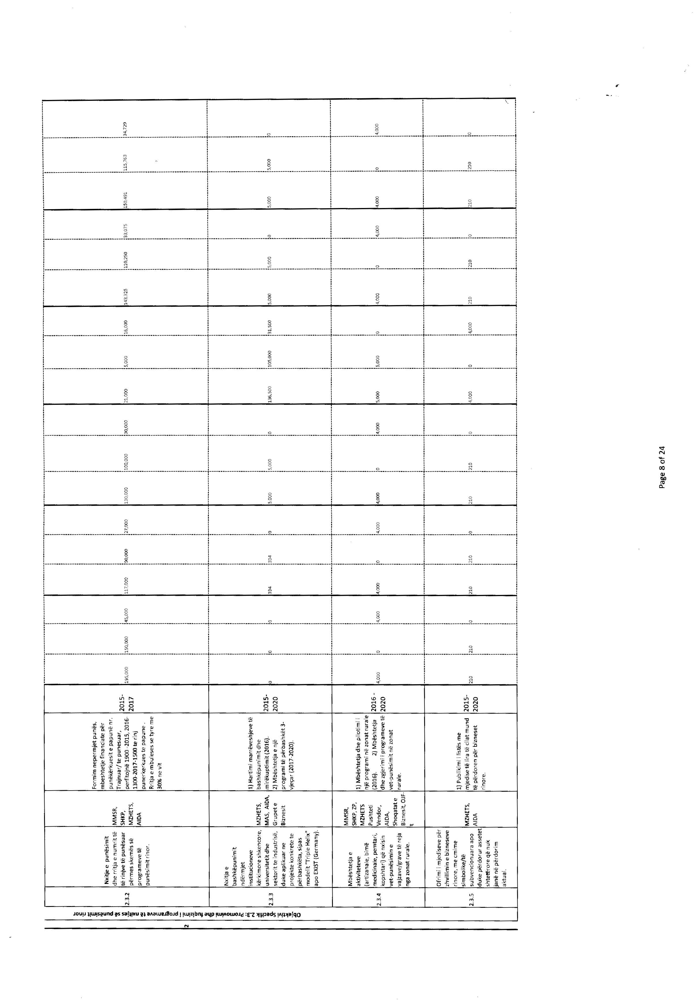 2
Objektivi Specifik 2.3: Promovimi dhe fuqizimi i programeve të nxitjes së punësimit rinor
2.3.2
Nxitje e punësimit
dhe rritja e numrit të
të rinjve të punësuar
përmes skemës së
programeve të
punësimit rinor.
MMSR,
SHKP,
MZHETS,
AIDA
Formim nepermjet punës,
mbeshtetje financiate për
punëkërkuesit e papunë nr.
Trajnuar/ te punesuar,
perfitojnë 1900 -2015, 2016-
1300-2017-1500 te rinj
punerkerkues te papune .
Rritja e mbuleses se tyre me
30% ne vit
2015-
2017
195,000
150,000
45,000
117,000
90,000
27,000
130,000
100,000
30,000
21,000
5,000
16,000
143,325
110,250
33,075
150,491
115,763
34,729
2.3.3
Nxitja e
bashkëpunimit
ndërmjet
institucioneve
kërkimore shkencore,
universitetit dhe
sektorit te industrisë,
duke aplikuar ne
projekte konkrete te
përbashkëta, sipas
modelit "Triple Helix"
apo EXIST (Germany).
MZHETS,
MAS, AIDA,
Grupet e
Biznesit
1) Hartimi marrëveshjeve të
bashkëpunimit dhe
mirëkuptimit (2016).
2) Mbështetja e një
programi të përbashkët 3-
vjeçar (2017-2020).
2015-
2020
0
0
0
334
334
0
5,000
5,000
0
136,500
105,000
31,500
5,000
5,000
0
5,000
5,000
0
2.3.4
Mbështetja e
aktiviteteve
(artizanale, bimë
medicinale, pemtari,
kopshtari) që nxisin
vet-punësimin e
vajzave/grave të reja
nga zonat rurale.
MMSR,
SHKP, ZP,
MZHETS
Pushteti
Vendor,
AIDA,
Shoqatat e
Biznesit, OJF-
t
1) Mbështetja dhe pilotimi i
një programi në zonat rurale
(2016). 2) Mbështetja
dhe zgjerimi i programeve të
vet-punësimit në zonat
rurale.
2016 -
2020
4,000
0
4,000
4,000
0
4,000
4,000
0
4,000
5,000
5,000
0
4,000
0
4,000
4,000
0
4,000
2.3.5
Ofrimi i mjediseve për
zhvillimin e bizneseve
rinore, me cmime
simbolike/të
subvencionuara apo
duke përdorur assetet
shtetërore që nuk
janë në përdorim
aktual.
MZHETS,
AIDA
1) Publikimi i listës me
mjedise të lira të cilat mund
të përdoren për bizneset
rinore.
2015-
2020
210
210
0
210
210
0
210
210
0
4,000
0
4,000
210
210
0
210
210
0
Page 8 of 24